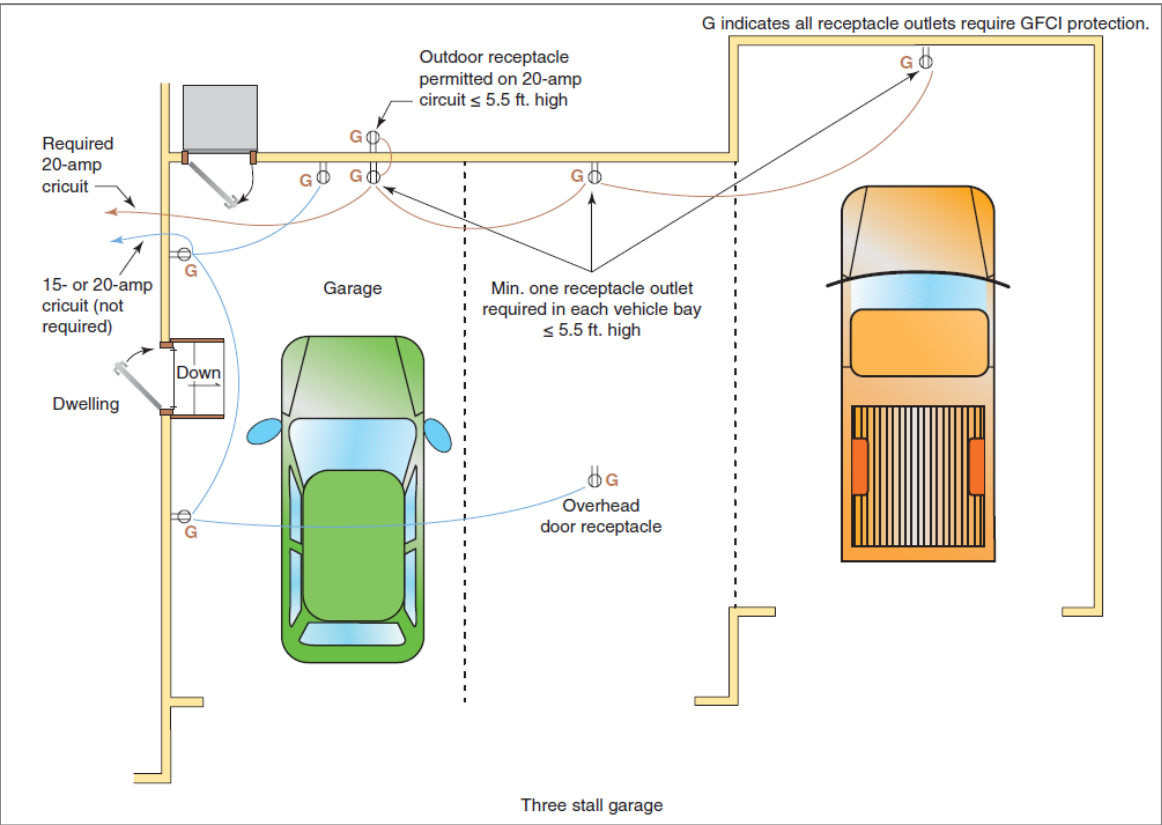 G indicates all receptacle outlets require GFCI protection.
Outdoor receptacle
permitted on 20-amp
circuit ≤ 5.5 ft. high
G
G
Required
20-amp
cricuit
G
G
G
G
15- or 20-amp
cricuit (not
required)
Garage
Min. one receptacle outlet
required in each vehicle bay
≤ 5.5 ft. high
Down
Dwelling
G
Overhead
door receptacle
G
Three stall garage